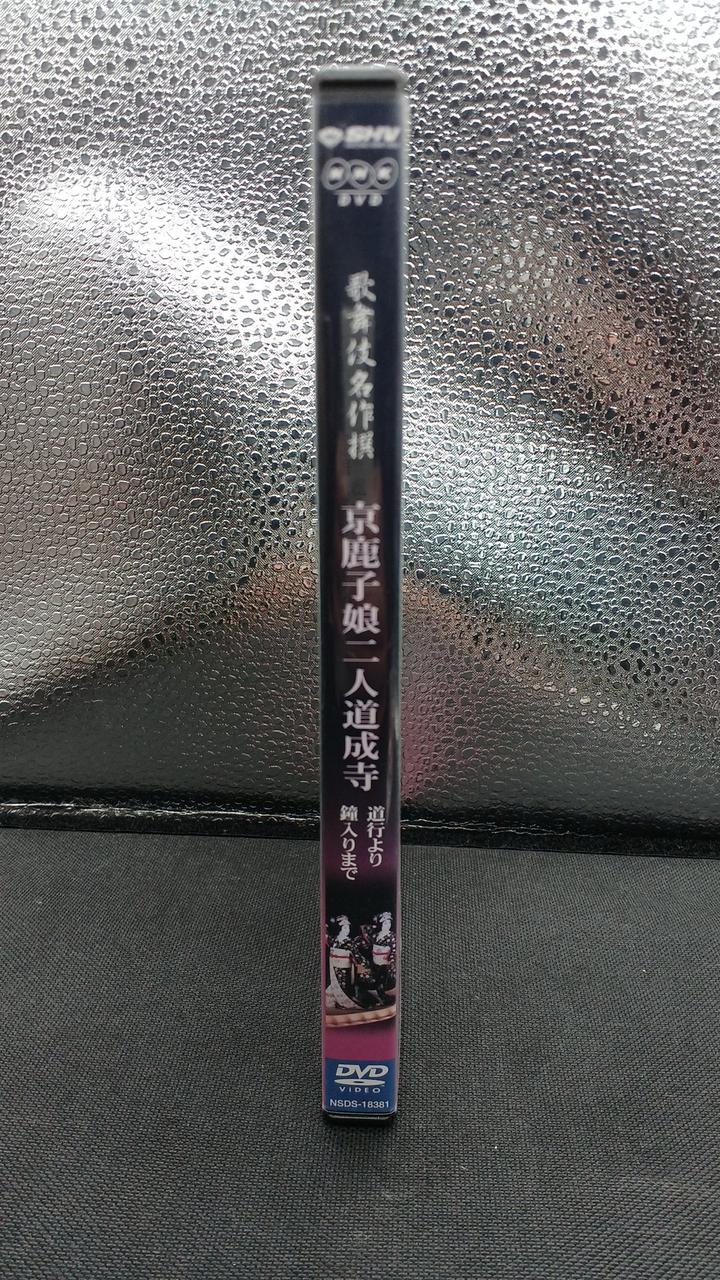 SHV
NHK
DVD
歌舞伎名作撰
京鹿子娘二人道成寺
道行より
鐘入りまで
DVD
VIDEO
NSDS-18381